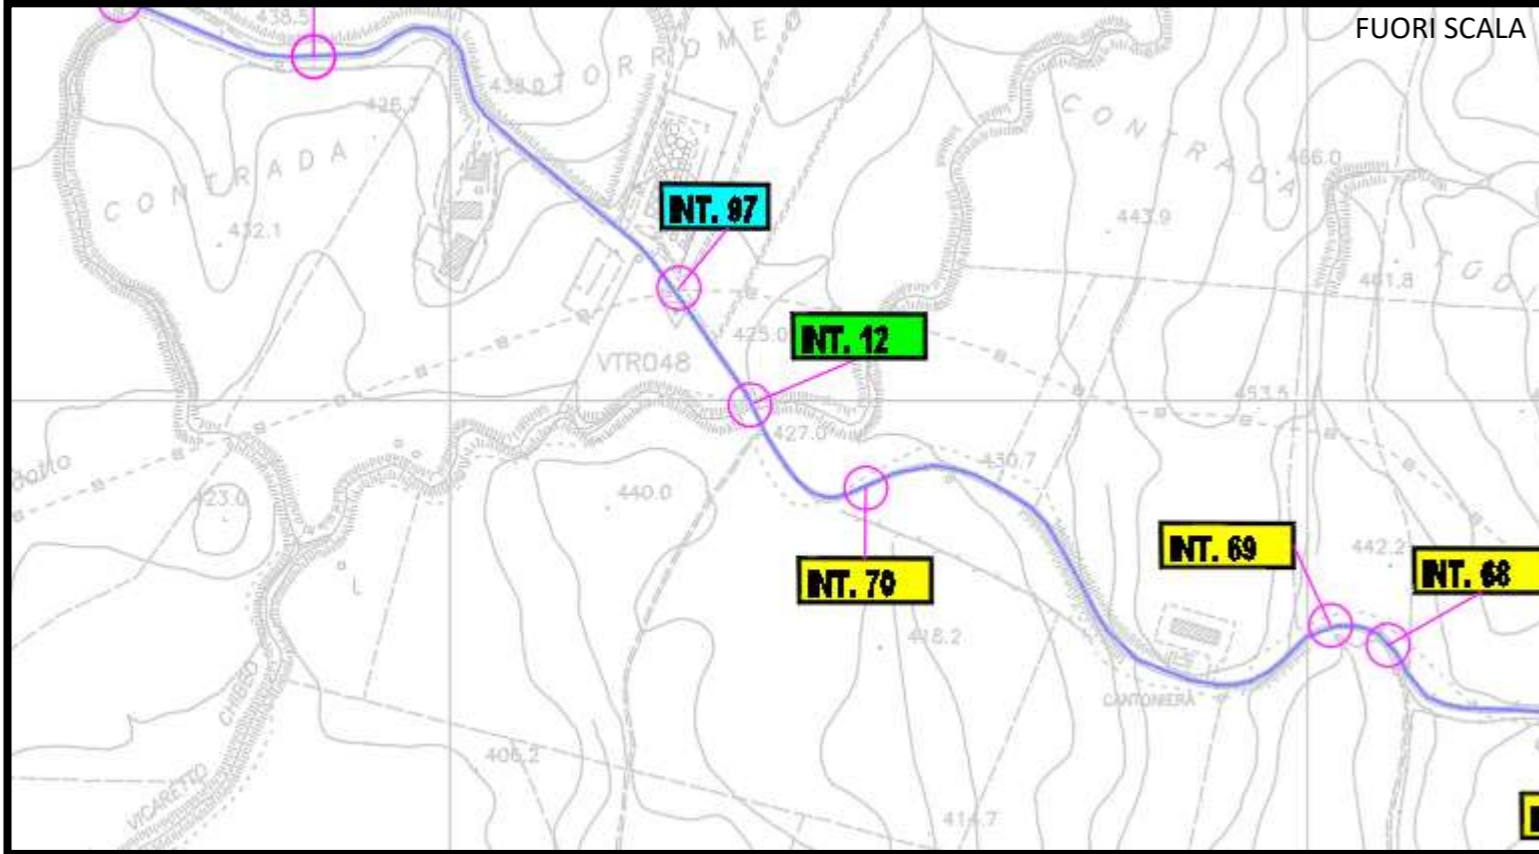 FUORI SCALA
438.5
TORROMEO
438.0
426.7
CONTRADA
CONTRADA
466.0
INT. 97
443.9
432.1
461.8
INT. 12
425.0
VTR048
453.5
427.0
430.7
440.0
423.0
INT. 69
442.2
INT. 68
INT. 70
418.2
CANTONIERA
CHIBBO
406.2
VICARETTO
414.7